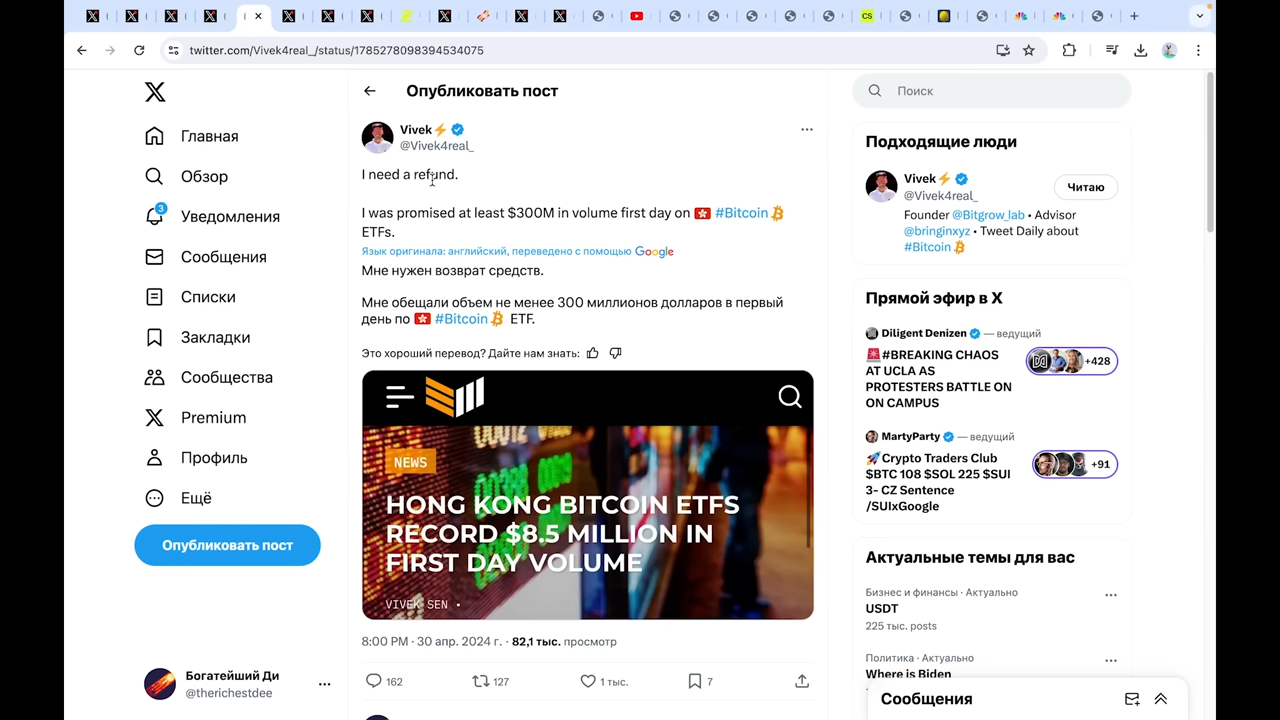 twitter.com/Vivek4real_/status/1785278098394534075
Главная
Обзор
3
Уведомления
Сообщения
Списки
Закладки
Сообщества
Premium
Профиль
Ещё
Опубликовать пост
Богатейший Ди
@therichestdee
Опубликовать пост
Vivek⚡
@Vivek4real_
I need a refund.
I was promised at least $300M in volume first day on 🇭🇰 #Bitcoin
ETFs.
Язык оригинала: английский, переведено с помощью Google
Мне нужен возврат средств.
Мне обещали объем не менее 300 миллионов долларов в первый
день по 🇭🇰 #Bitcoin ETF.
Это хороший перевод? Дайте нам знать:
NEWS
HONG KONG BITCOIN ETFS
RECORD $8.5 MILLION IN
FIRST DAY VOLUME
VIVEK SEN •
8:00 PM · 30 апр. 2024 г. · 82,1 тыс. просмотр
162
127
1 тыс.
7
Поиск
Подходящие люди
Vivek⚡
@Vivek4real_
Читаю
Founder @Bitgrow_lab • Advisor
@bringinxyz • Tweet Daily about
#Bitcoin
Прямой эфир в X
Diligent Denizen — ведущий
🚨#BREAKING CHAOS
AT UCLA AS
PROTESTERS BATTLE ON
ON CAMPUS
+428
MartyParty — ведущий
🚀Crypto Traders Club
$BTC 108 $SOL 225 $SUI
3- CZ Sentence
/SUIxGoogle
+91
Актуальные темы для вас
Бизнес и финансы · Актуально
USDT
225 тыс. posts
Политика · Актуально
Where is Biden
Сообщения